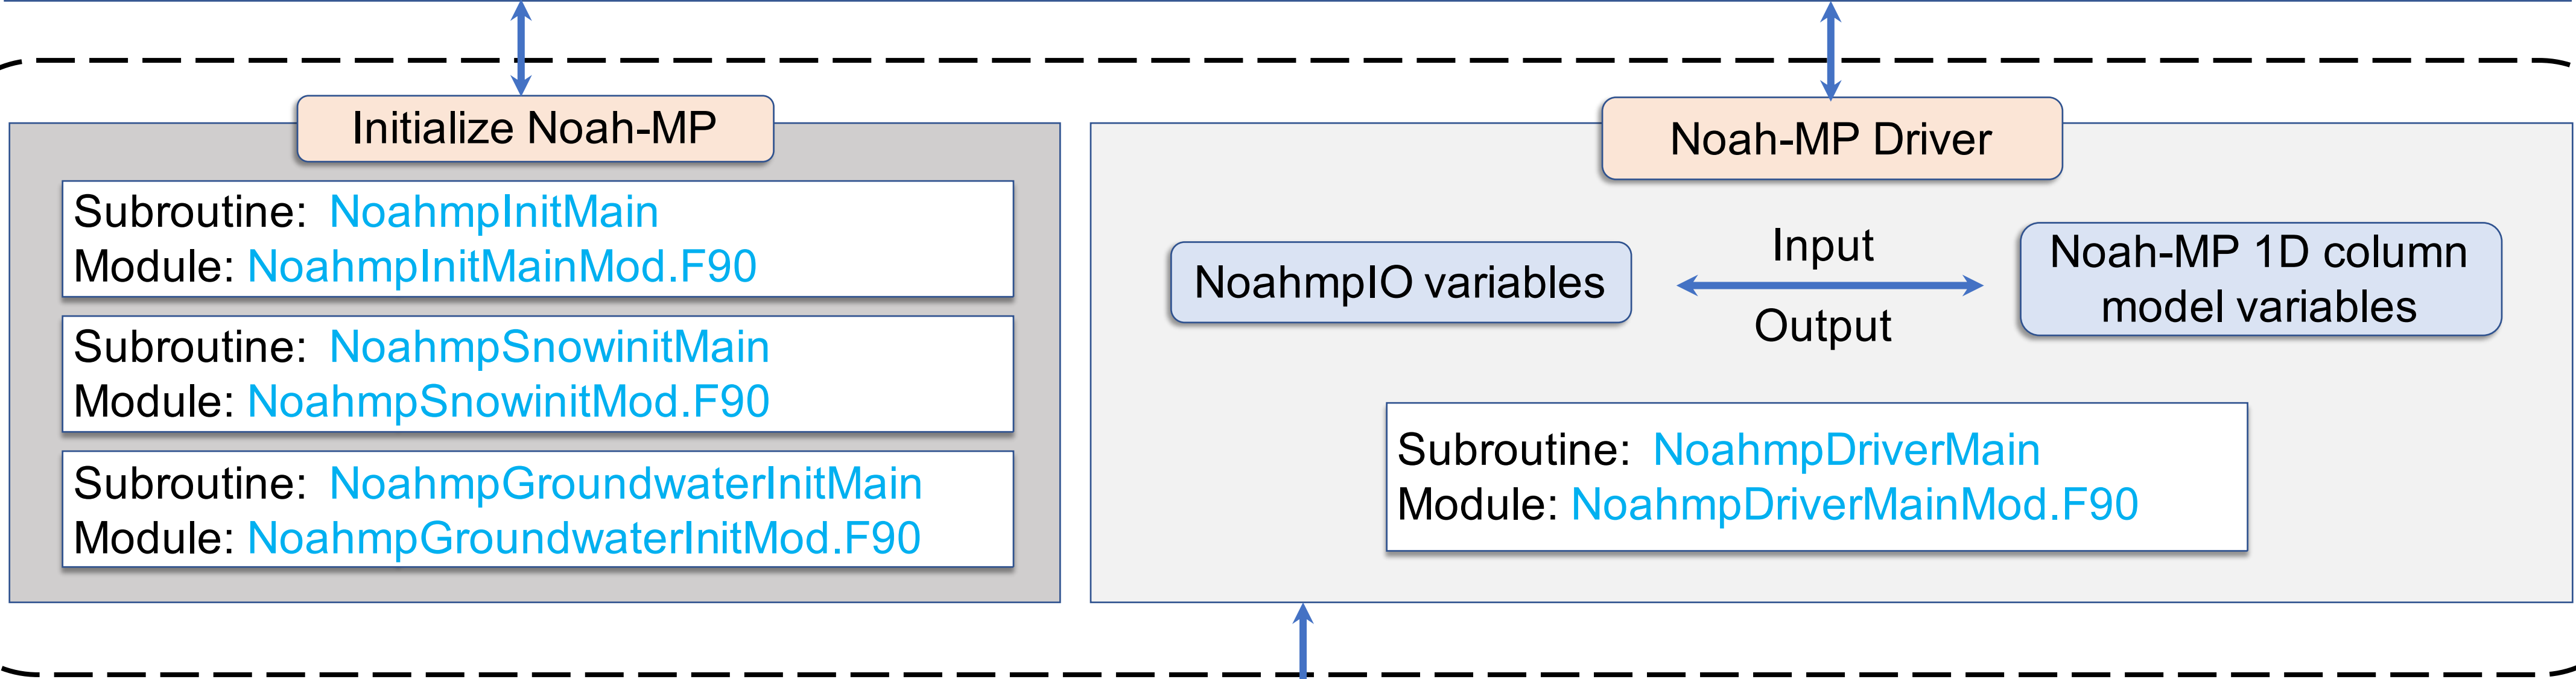 Initialize Noah-MP
Subroutine: NoahmpInitMain
Module: NoahmpInitMainMod.F90
Subroutine: NoahmpSnowinitMain
Module: NoahmpSnowinitMod.F90
Subroutine: NoahmpGroundwaterInitMain
Module: NoahmpGroundwaterInitMod.F90
Noah-MP Driver
NoahmpIO variables
Input
Output
Noah-MP 1D column
model variables
Subroutine: NoahmpDriverMain
Module: NoahmpDriverMainMod.F90